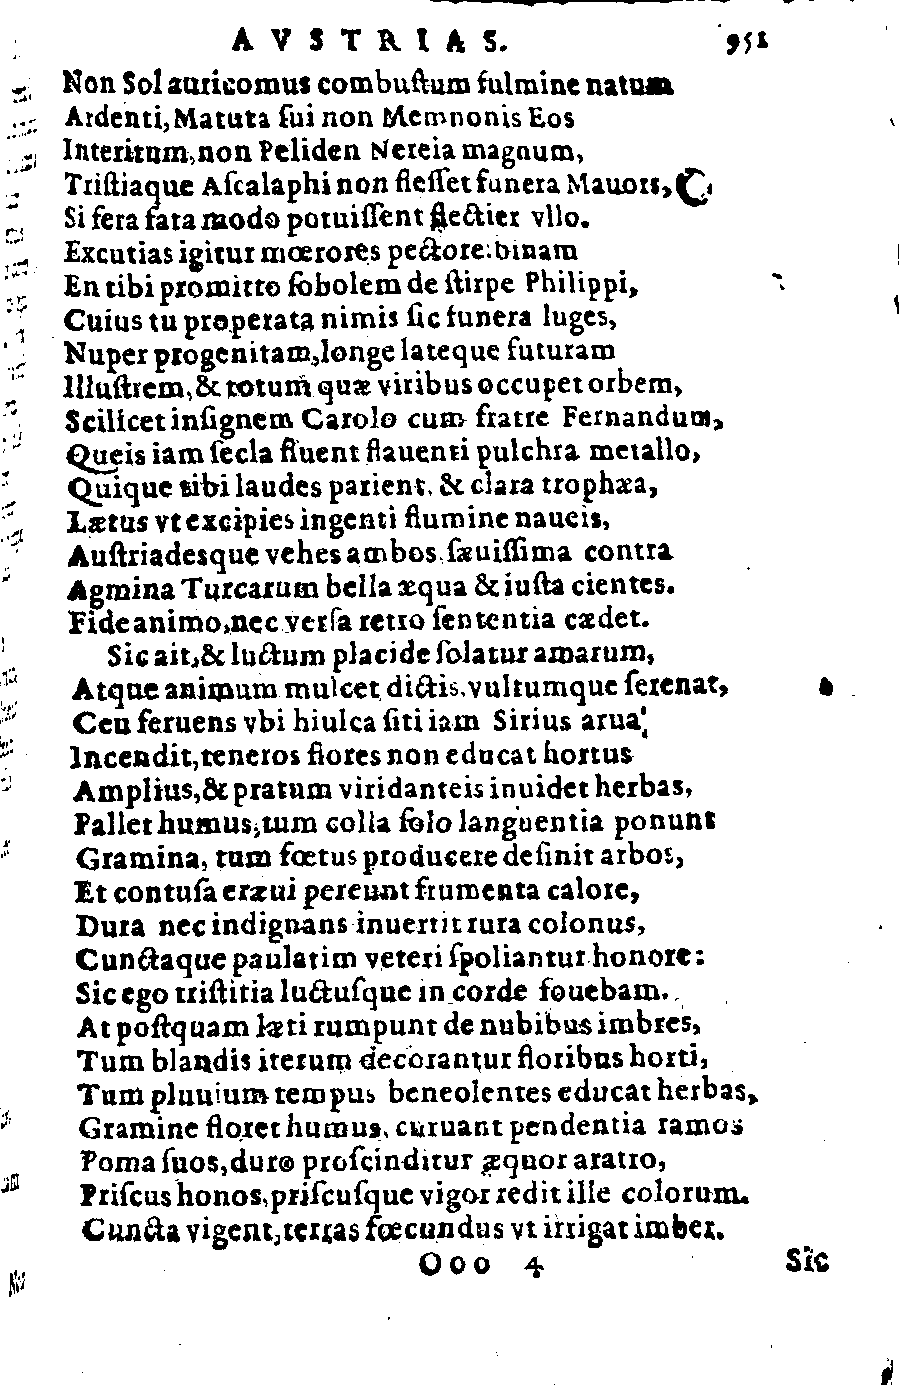 AVSTRIAS. 951
Non Sol auricomus combuſtum fulmine natum
Ardenti, Matuta ſui non Memnonis Eos
Interitum, non Peliden Nereia magnum,
Triſtiaque Aſcalaphi non fleſſet funera Mauors,
Si fera fata modo potuiſſent flectier vllo.
Excutias igitur mœrores pectore: binam
En tibi promitto ſobolem de ſtirpe Philippi,
Cuius tu properata nimis ſic funera luges,
Nuper progenitam, longe lateque futuram
Illuſtrem, & totum quæ viribus occupet orbem,
Scilicet inſignem Carolo cum fratre Fernandum,
Queis iam ſecla fluent flauenti pulchra metallo,
Quique tibi laudes parient, & clara trophæa,
Lætus vt excipies ingenti flumine naueis,
Auſtriadesque vehes ambos, ſæuiſſima contra
Agmina Turcarum bella æqua & iuſta cientes.
Fide animo, nec verſa retro ſententia cædet.
Sic ait, & luctum placide ſolatur amarum,
Atque animum mulcet dictis, vultumque ſerenat,
Ceu feruens vbi hiulca ſiti iam Sirius arua
Incendit, teneros flores non educat hortus
Amplius, & pratum viridanteis inuidet herbas,
Pallet humus, tum colla ſolo languentia ponunt
Gramina, tum fœtus producere deſinit arbos,
Et contuſa eræui pereunt frumenta calore,
Dura nec indignans inuertit rura colonus,
Cunctaque paulatim veteri ſpoliantur honore:
Sic ego triſtitia luctuſque in corde fouebam.
At poſtquam læti rumpunt de nubibus imbres,
Tum blandis iterum decorantur floribus horti,
Tum pluuium tempus beneolentes educat herbas,
Gramine floret humus, curuant pendentia ramos
Poma ſuos, duro proſcinditur æquor aratro,
Priſcus honos, priſcuſque vigor redit ille colorum.
Cuncta vigent, terras fœcundus vt irrigat imber.
Ooo 4 Sic